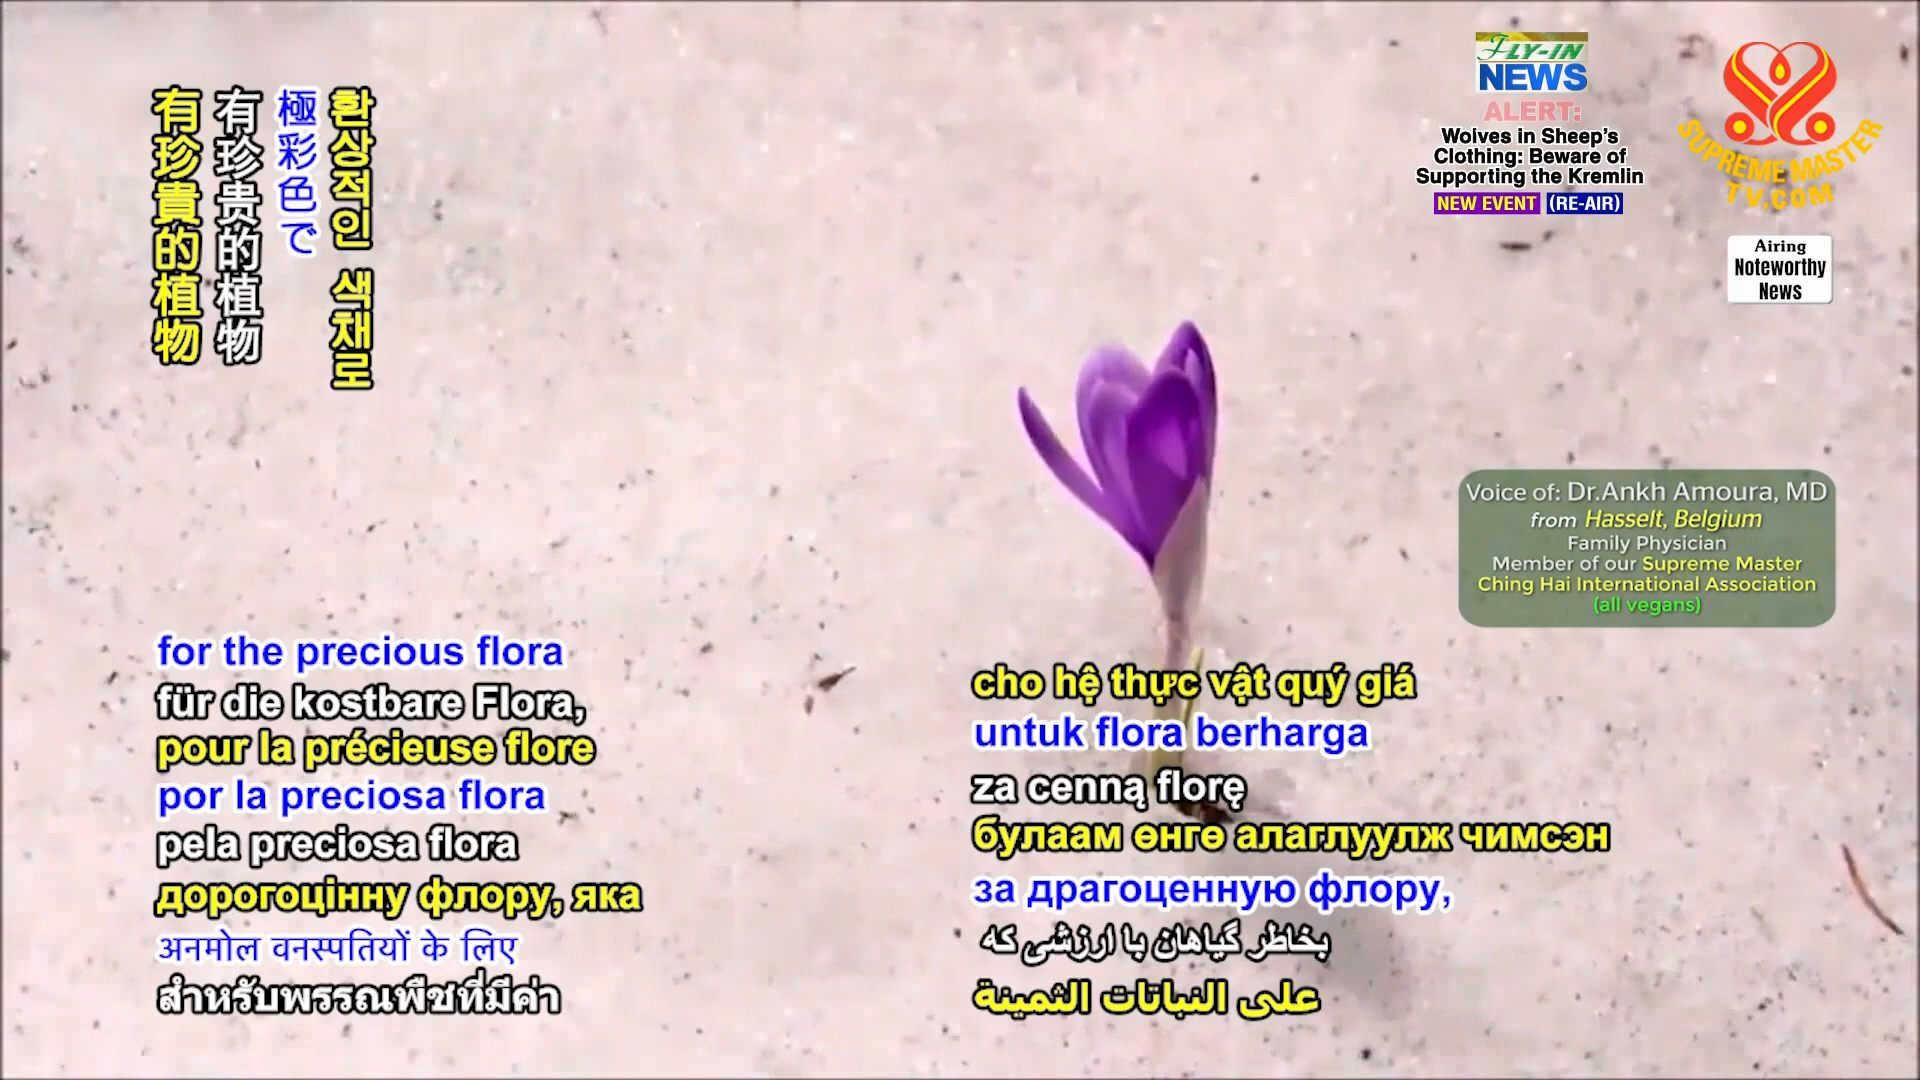 有珍貴的植物
有珍贵的植物
極彩色で
환상적인 색채로
FLY-IN
NEWS
ALERT:
Wolves in Sheep's
Clothing: Beware of
Supporting the Kremlin
NEW EVENT (RE-AIR)
SUPREME MASTER
TV.COM
Airing
Noteworthy
News
Voice of: Dr.Ankh Amoura, MD
from Hasselt, Belgium
Family Physician
Member of our Supreme Master
Ching Hai International Association
(all vegans)
for the precious flora
für die kostbare Flora,
pour la précieuse flore
por la preciosa flora
pela preciosa flora
дорогоцінну флору, яка
अनमोल वनस्पतियों के लिए
สำหรับพรรณพืชที่มีค่า
cho hệ thực vật quý giá
untuk flora berharga
za cenną florę
булаам өнгө алаглуулж чимсэн
за драгоценную флору,
بخاطر گیاهان با ارزشی که
على النباتات الثمينة